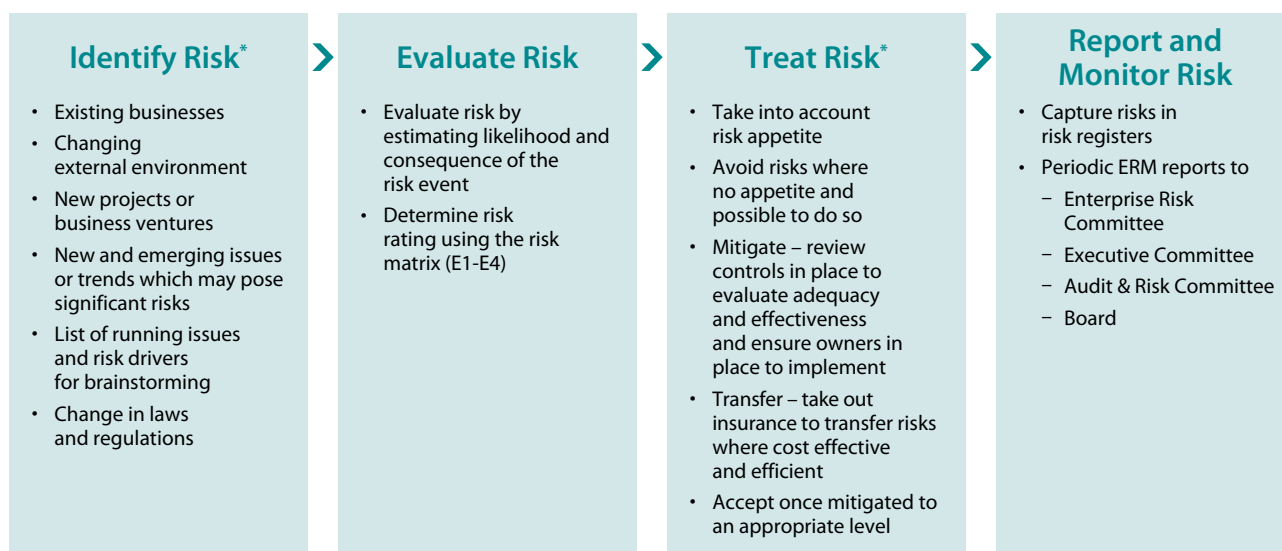 Identify Risk*
• Existing businesses
• Changing
external environment
• New projects or
business ventures
• New and emerging issues
or trends which may pose
significant risks
• List of running issues
and risk drivers
for brainstorming
• Change in laws
and regulations
Evaluate Risk
• Evaluate risk by
estimating likelihood and
consequence of the
risk event
• Determine risk
rating using the risk
matrix (E1-E4)
Treat Risk*
• Take into account
risk appetite
• Avoid risks where
no appetite and
possible to do so
• Mitigate – review
controls in place to
evaluate adequacy
and effectiveness
and ensure owners in
place to implement
• Transfer – take out
insurance to transfer risks
where cost effective
and efficient
• Accept once mitigated to
an appropriate level
Report and
Monitor Risk
• Capture risks in
risk registers
• Periodic ERM reports to
– Enterprise Risk
Committee
– Executive Committee
– Audit & Risk Committee
– Board